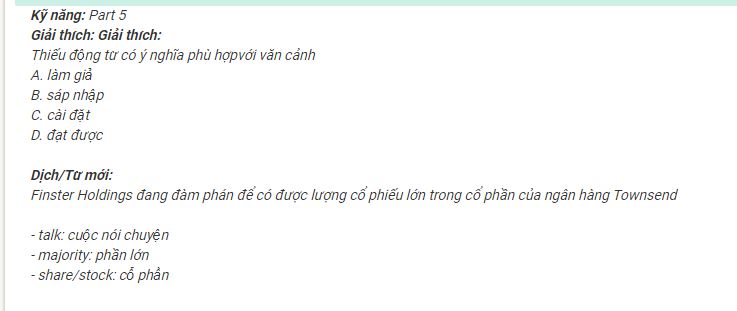 Kỹ năng: Part 5
Giải thích: Giải thích:
Thiếu động từ có ý nghĩa phù hợpvới văn cảnh
A. làm giả
B. sáp nhập
C. cài đặt
D. đạt được
Dịch/Từ mới:
Finster Holdings đang đàm phán để có được lượng cổ phiếu lớn trong cổ phần của ngân hàng Townsend
- talk: cuộc nói chuyện
- majority: phần lớn
- share/stock: cỗ phần